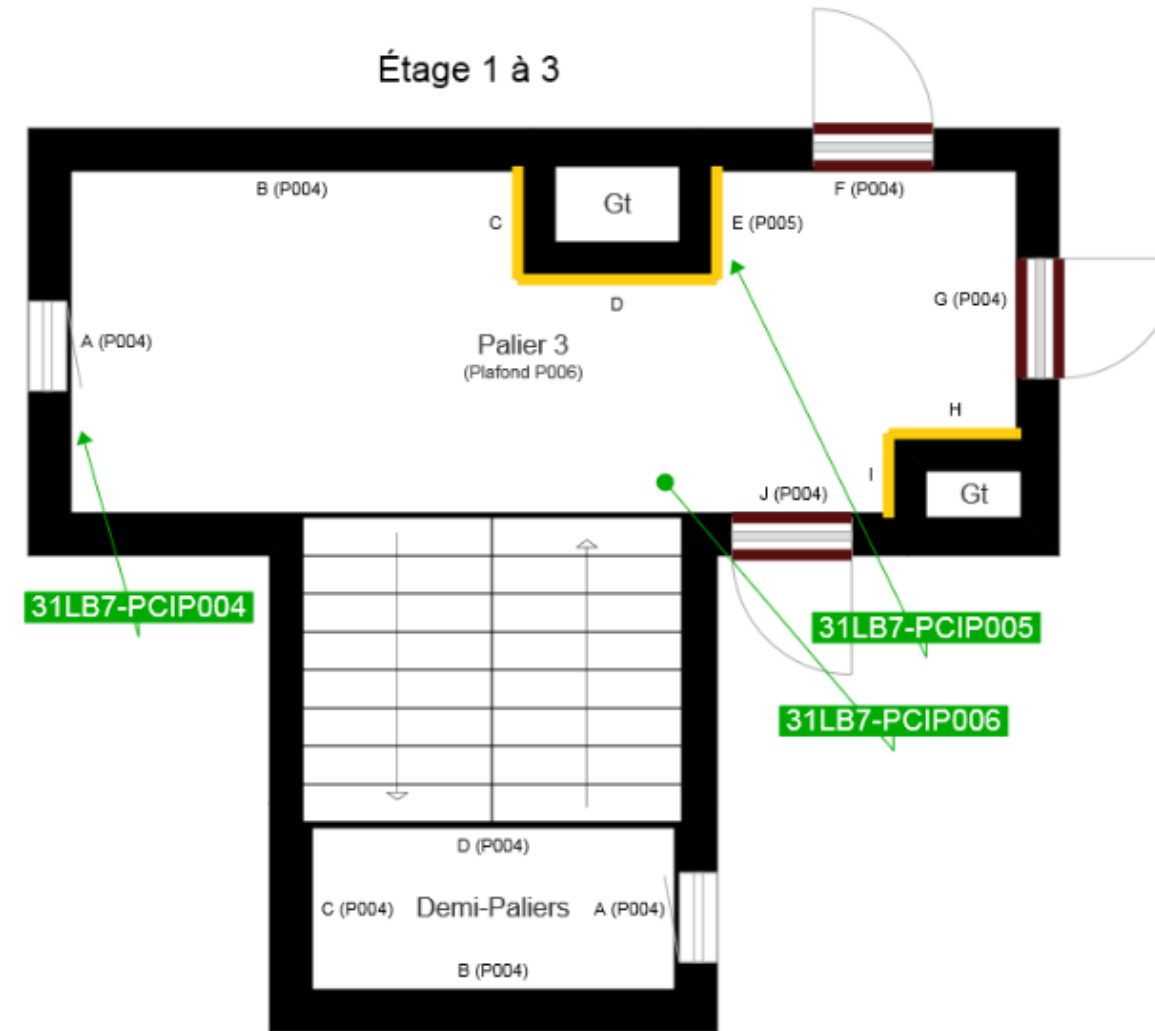 Étage 1 à 3
B (P004)
F (P004)
Gt
C
E (P005)
G (P004)
D
A (P004)
Palier 3
(Plafond P006)
H
I
J (P004)
Gt
31LB7-PCIP004
31LB7-PCIP005
31LB7-PCIP006
D (P004)
C (P004)
Demi-Paliers
A (P004)
B (P004)